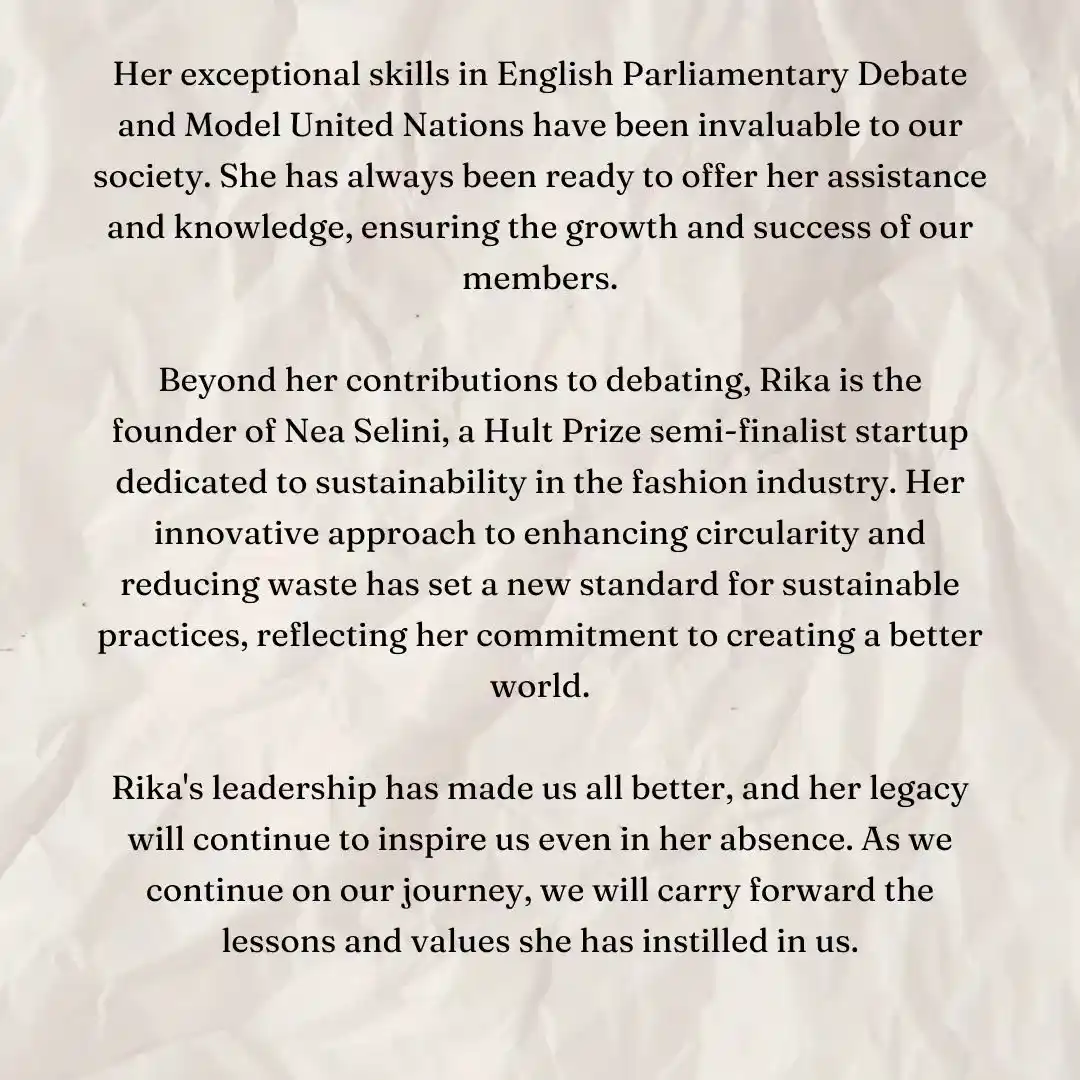 Her exceptional skills in English Parliamentary Debate
and Model United Nations have been invaluable to our
society. She has always been ready to offer her assistance
and knowledge, ensuring the growth and success of our
members.
Beyond her contributions to debating, Rika is the
founder of Nea Selini, a Hult Prize semi-finalist startup
dedicated to sustainability in the fashion industry. Her
innovative approach to enhancing circularity and
reducing waste has set a new standard for sustainable
practices, reflecting her commitment to creating a better
world.
Rika's leadership has made us all better, and her legacy
will continue to inspire us even in her absence. As we
continue on our journey, we will carry forward the
lessons and values she has instilled in us.